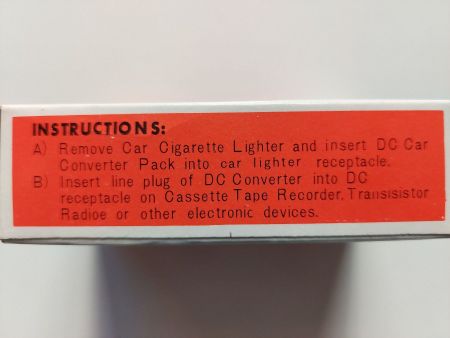 INSTRUCTIONS:
A) Remove Car Cigarette Lighter and insert DC Car
Converter Pack into car lighter receptacle.
B) Insert line plug of DC Converter into DC
receptacle on Cassette Tape Recorder, Transisistor
Radioe or other electronic devices.